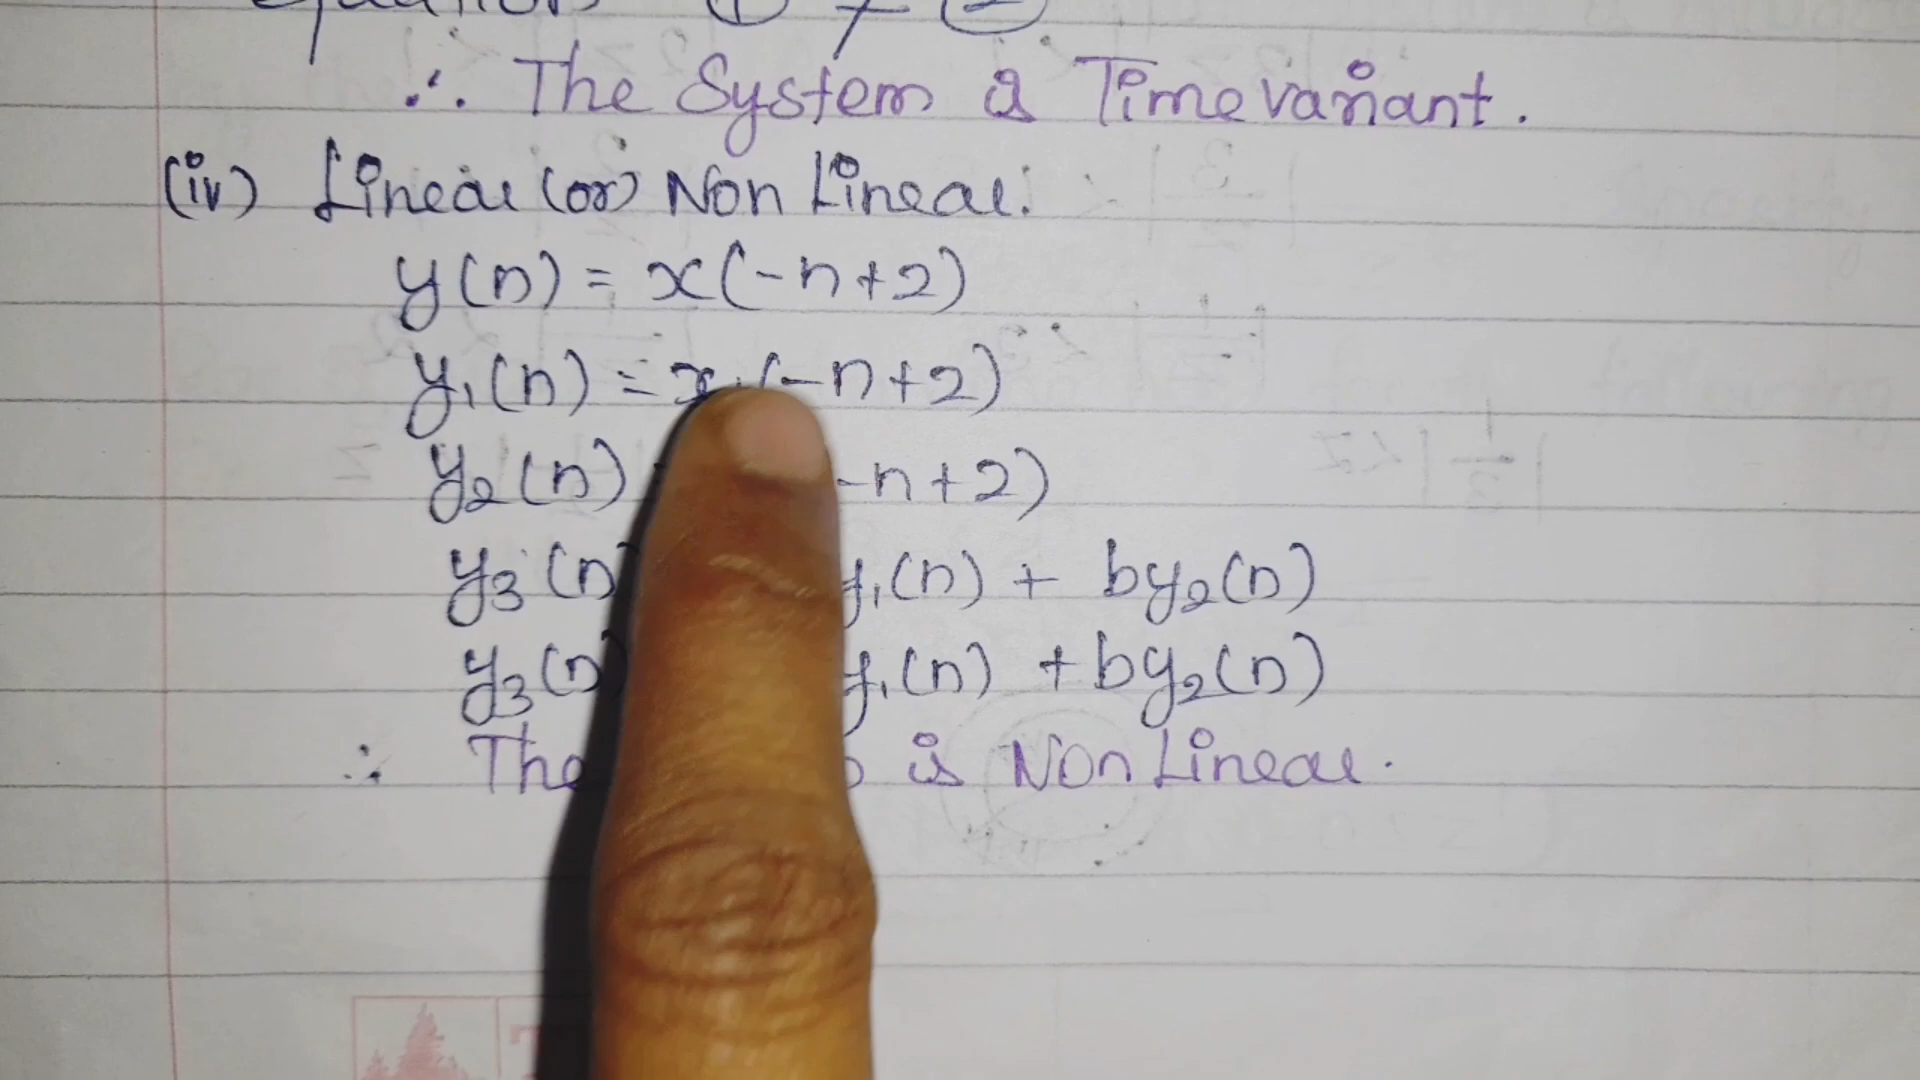 ∴ The System is Timevariant.
(iv) Linear (or) Non Linear:
y(n) = x(-n+2)
y₁(n) = x₁(-n+2)
y₂(n) -n+2)
y₃(n) y₁(n) + by₂(n)
y₃(n) y₁(n) + by₂(n)
∴ The is Non Linear.